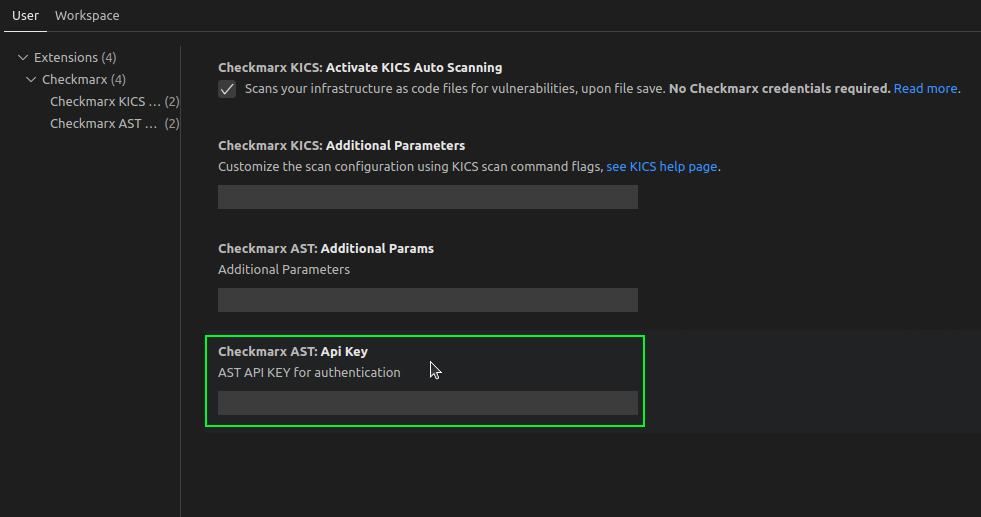 User Workspace
Extensions (4)
Checkmarx (4)
Checkmarx KICS ... (2)
Checkmarx AST ... (2)
Checkmarx KICS: Activate KICS Auto Scanning
Scans your infrastructure as code files for vulnerabilities, upon file save. No Checkmarx credentials required. Read more.
Checkmarx KICS: Additional Parameters
Customize the scan configuration using KICS scan command flags, see KICS help page.
Checkmarx AST: Additional Params
Additional Parameters
Checkmarx AST: Api Key
AST API KEY for authentication